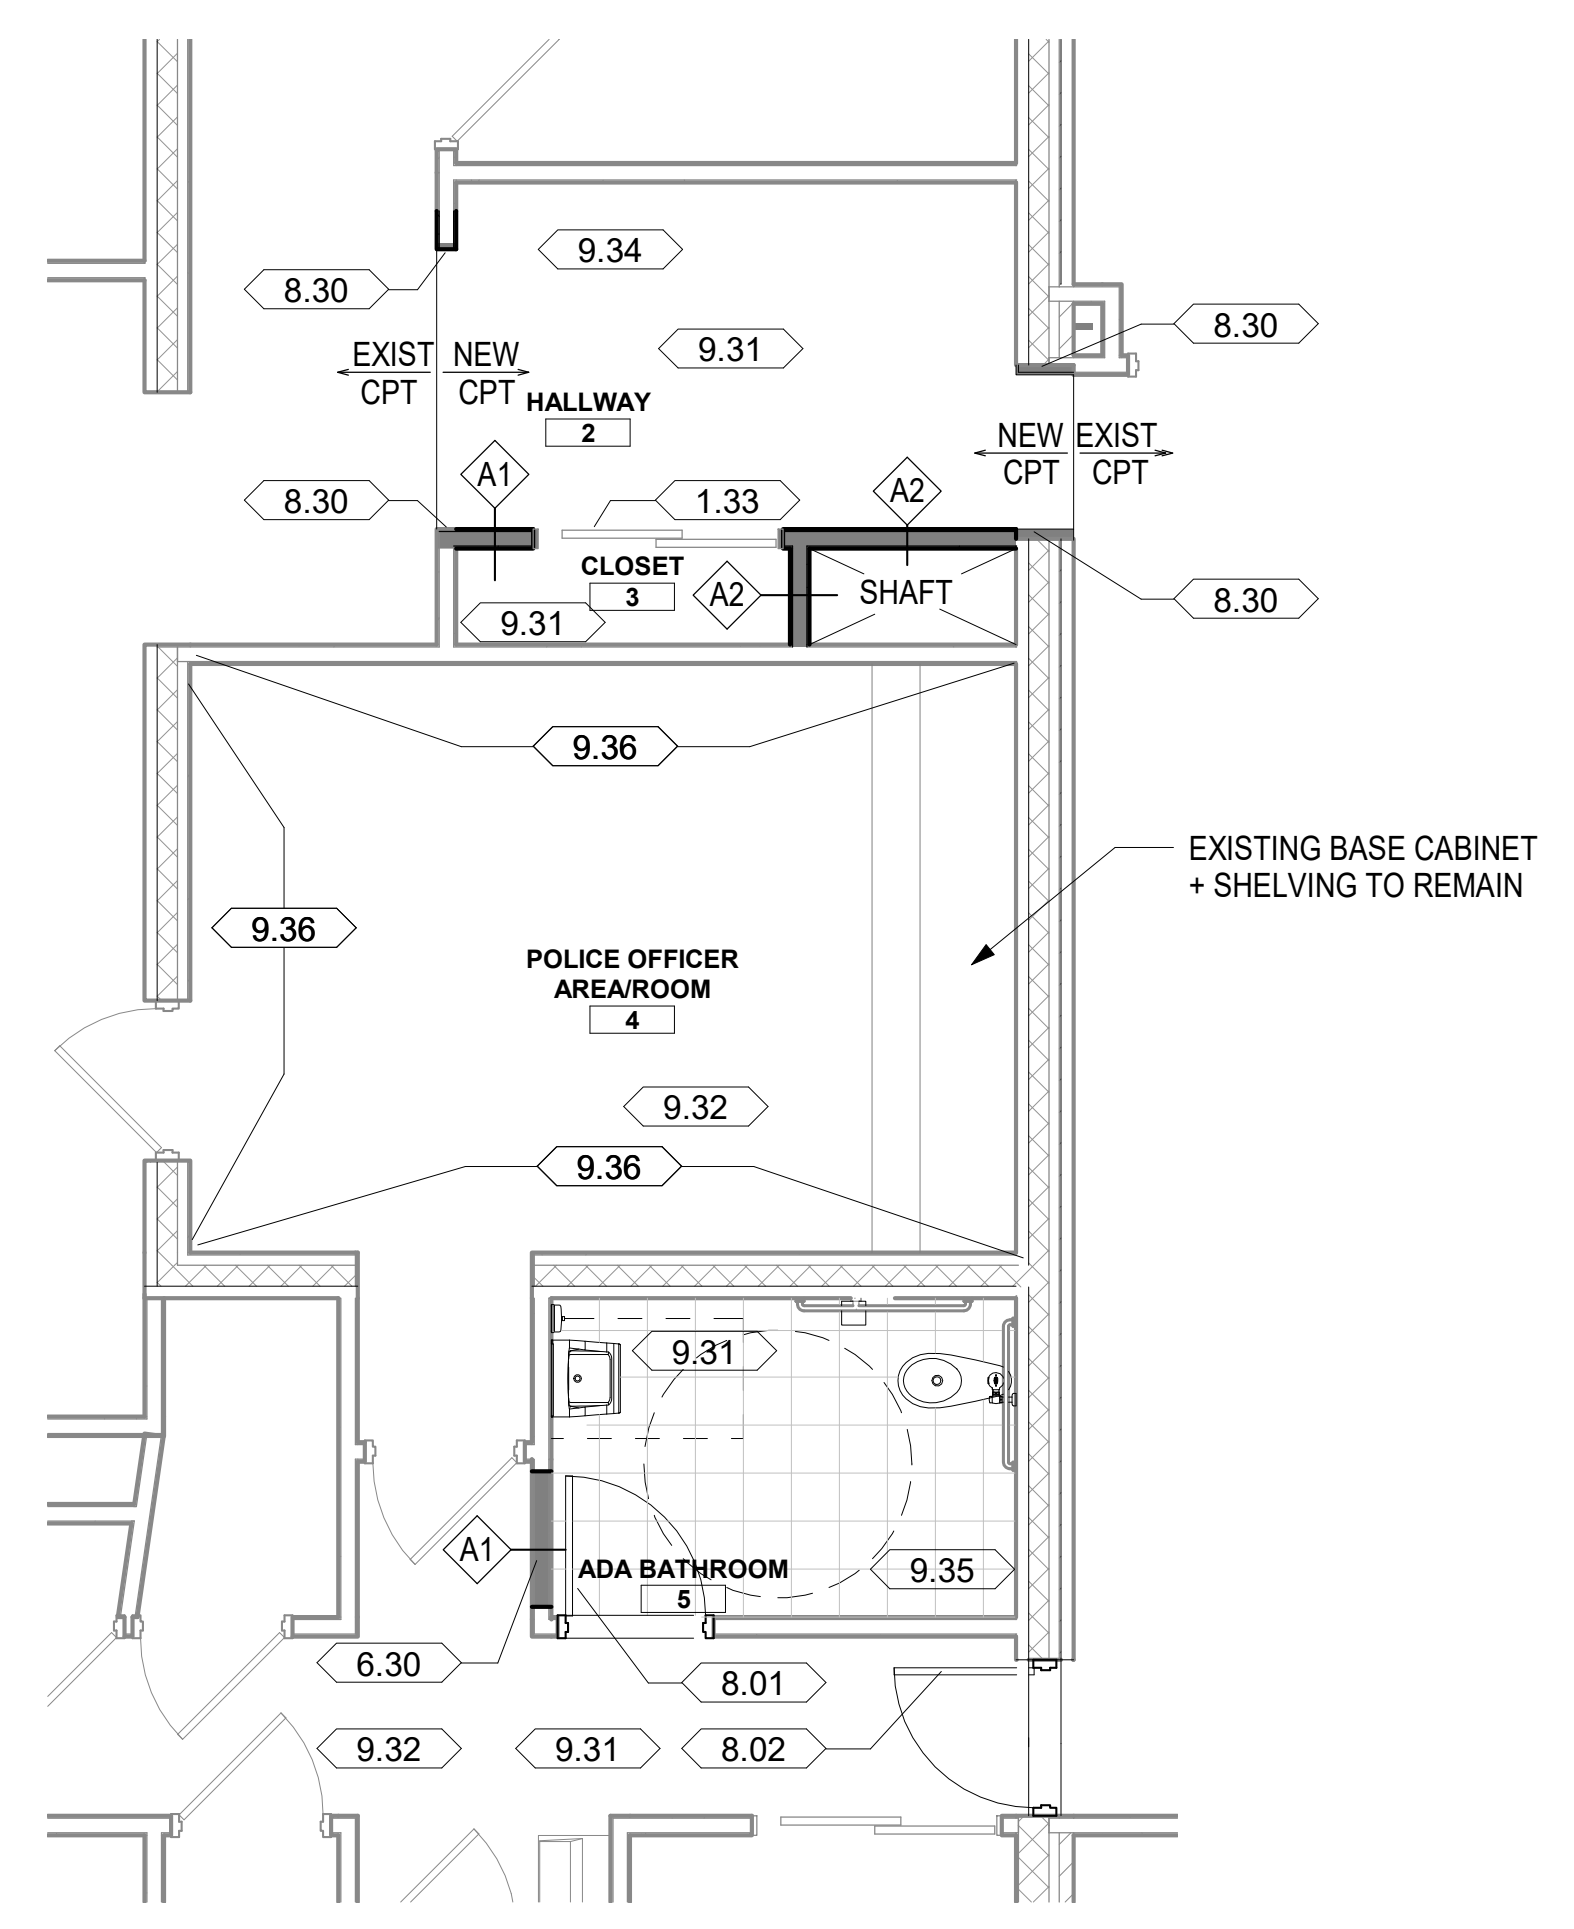 9.34
8.30
8.30
9.31
EXIST NEW
CPT CPT
HALLWAY
2
NEW EXIST
CPT CPT
A1
A2
8.30
1.33
CLOSET
3
A2
SHAFT
8.30
9.31
9.36
EXISTING BASE CABINET
+ SHELVING TO REMAIN
9.36
POLICE OFFICER
AREA/ROOM
4
9.32
9.36
9.31
A1
ADA BATHROOM
5
9.35
6.30
8.01
9.32
9.31
8.02